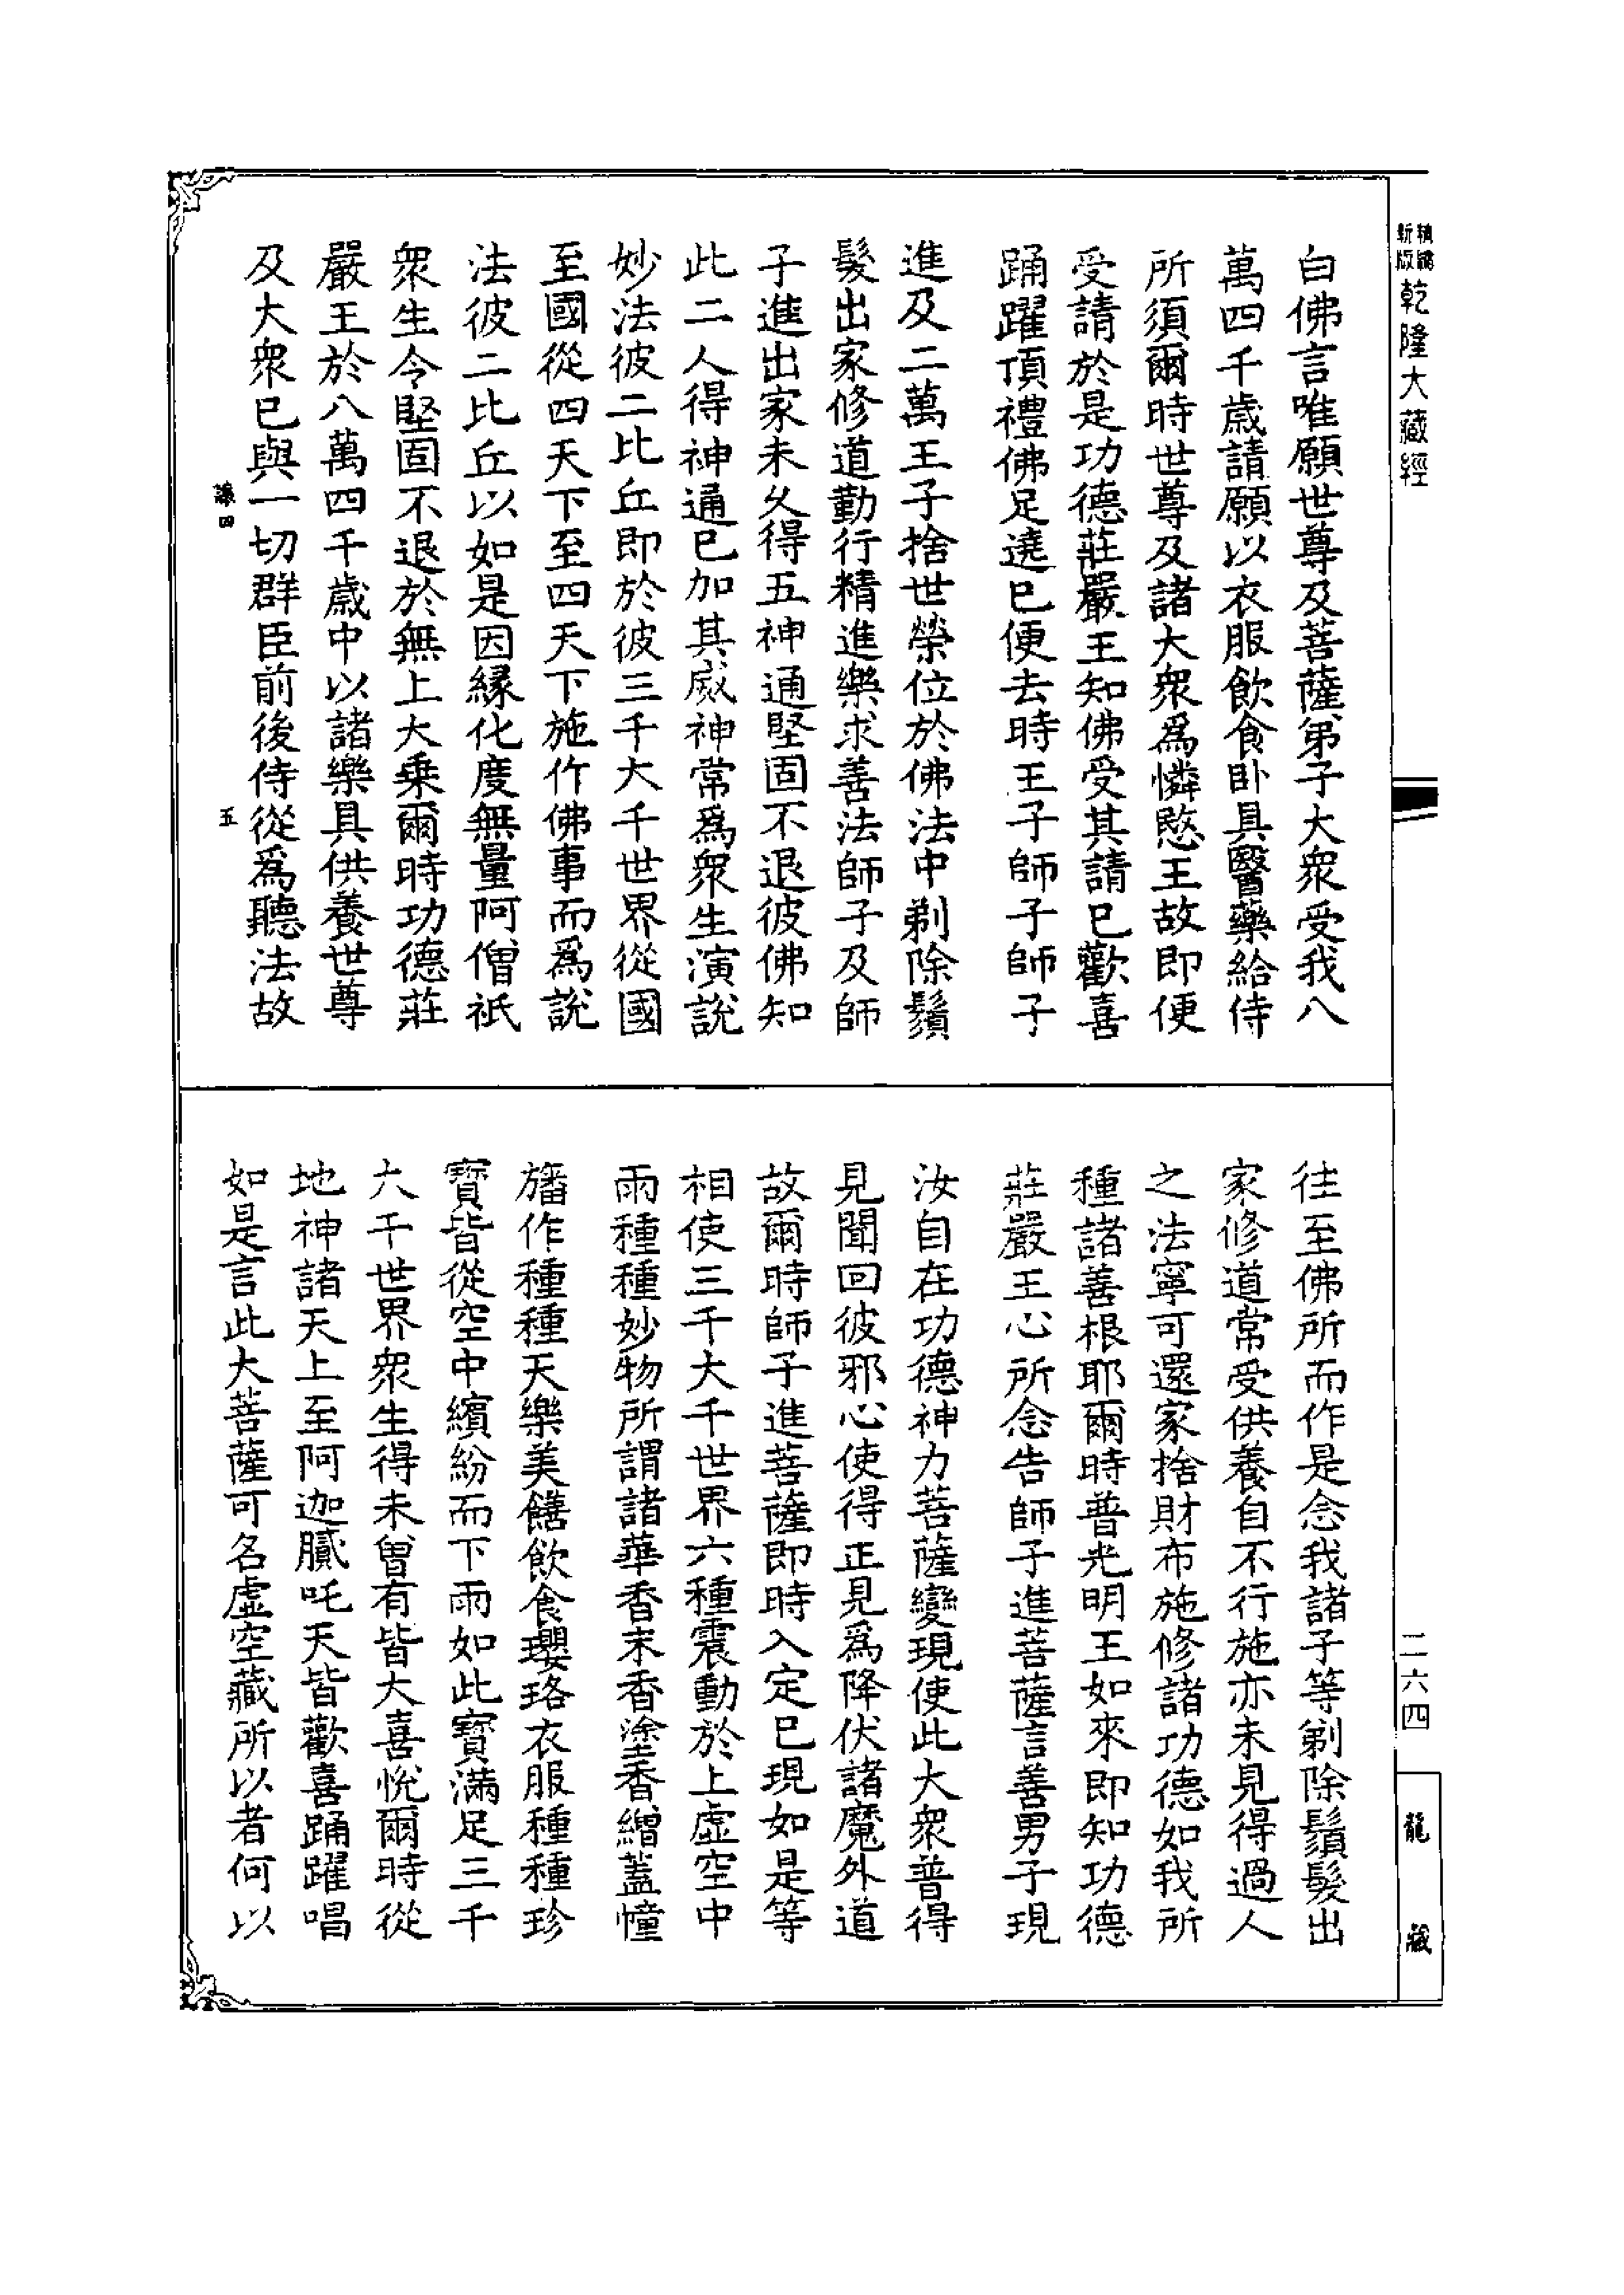 新版精縮乾隆大藏經
白佛言唯願世尊及菩薩弟子大衆受我八
萬四千歲請願以衣服飲食卧具醫藥給侍
所須爾時世尊及諸大衆爲憐愍王故即便
受請於是功德莊嚴王知佛受其請已歡喜
踊躍頂禮佛足遶已便去時王子師子師子
進及二萬王子捨世榮位於佛法中剃除鬚
髮出家修道勤行精進樂求善法師子及師
子進出家未久得五神通堅固不退彼佛知
此二人得神通已加其威神常爲衆生演說
妙法彼二比丘即於彼三千大千世界從國
至國從四天下至四天下施作佛事而爲說
法彼二比丘以如是因緣化度無量阿僧祇
衆生令堅固不退於無上大乘爾時功德莊
嚴王於八萬四千歲中以諸樂具供養世尊
及大衆已與一切群臣前後侍從爲聽法故
讓四
五
往至佛所而作是念我諸子等剃除鬚髮出
家修道常受供養自不行施亦未見得過人
之法寧可還家捨財布施修諸功德如我所
種諸善根耶爾時普光明王如來即知功德
莊嚴王心所念告師子進菩薩言善男子現
汝自在功德神力菩薩變現使此大衆普得
見聞回彼邪心使得正見爲降伏諸魔外道
故爾時師子進菩薩即時入定已現如是等
相使三千大千世界六種震動於上虛空中
雨種種妙物所謂諸華香末香塗香繒蓋幢
旛作種種天樂美饍飲食瓔珞衣服種種珍
寶皆從空中繽紛而下雨如此寶滿足三千
大千世界衆生得未曾有皆大喜悅爾時從
地神諸天上至阿迦膩吒天皆歡喜踊躍唱
如是言此大菩薩可名虛空藏所以者何以
二六四
龍藏